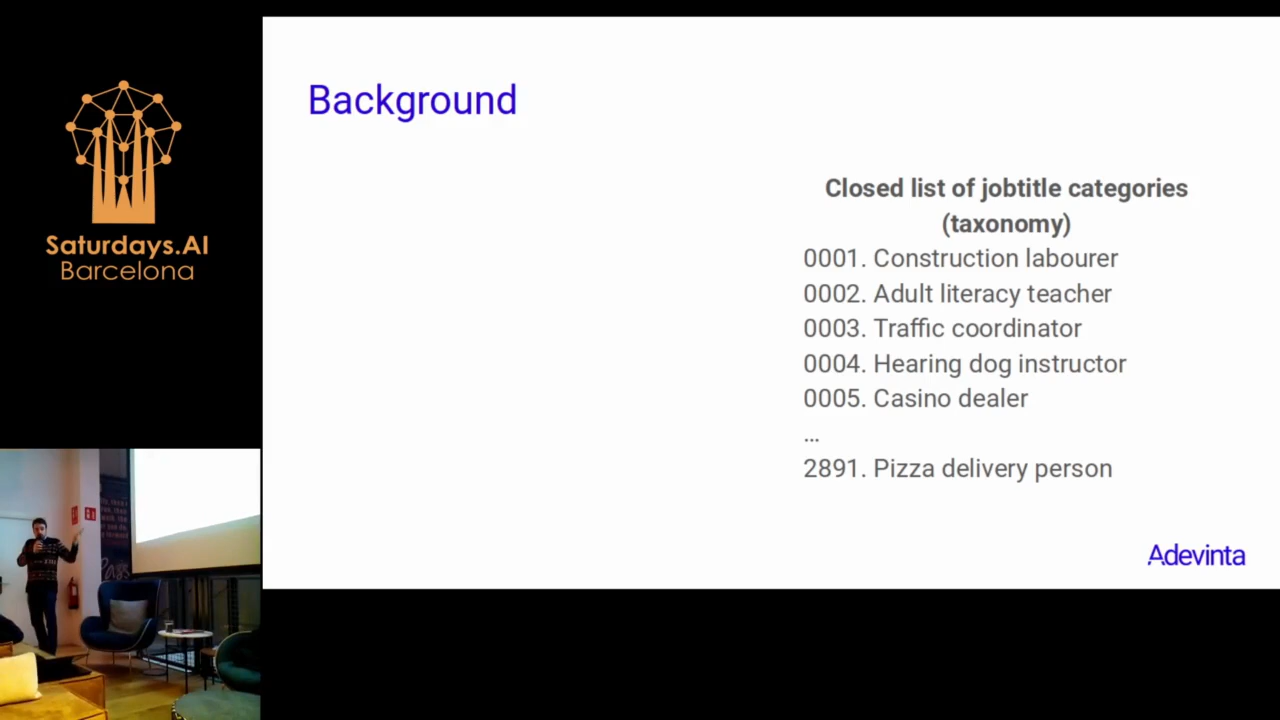 Saturdays.AI
Barcelona
Background
Closed list of jobtitle categories
(taxonomy)
0001. Construction labourer
0002. Adult literacy teacher
0003. Traffic coordinator
0004. Hearing dog instructor
0005. Casino dealer
…
2891. Pizza delivery person
Adevinta